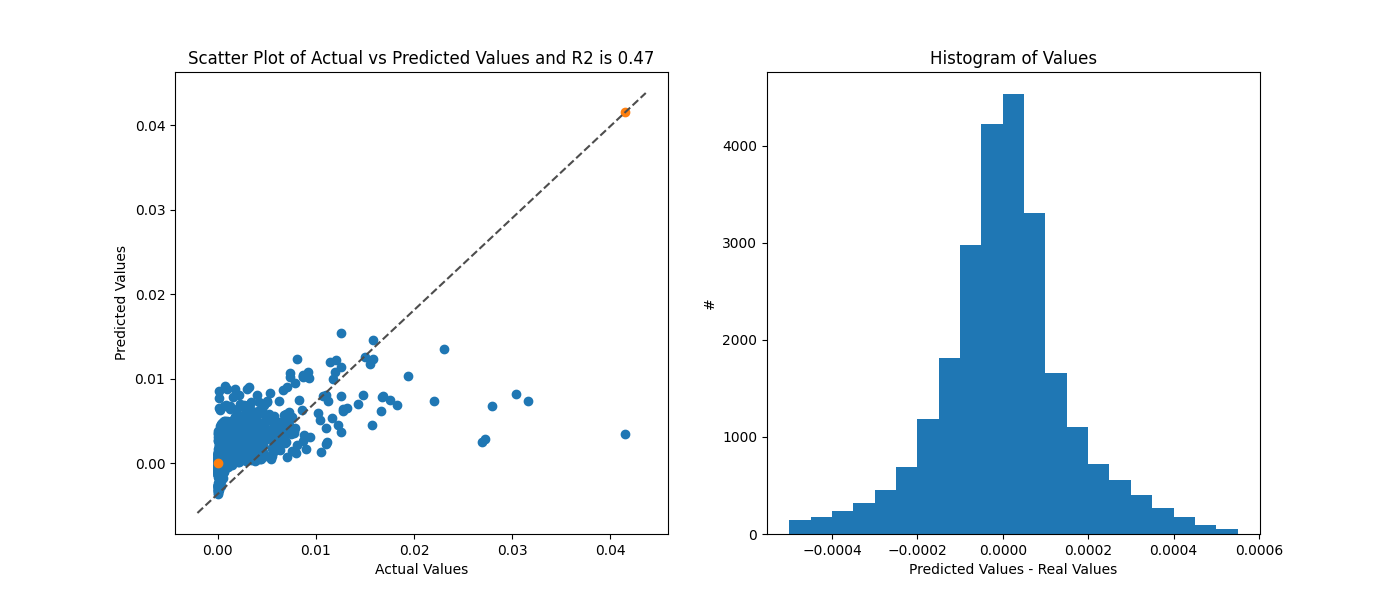 Scatter Plot of Actual vs Predicted Values and R2 is 0.47
Predicted Values
0.04
0.03
0.02
0.01
0.00
0.00 0.01 0.02 0.03 0.04
Actual Values
Histogram of Values
#
4000
3000
2000
1000
0
−0.0004 −0.0002 0.0000 0.0002 0.0004 0.0006
Predicted Values - Real Values